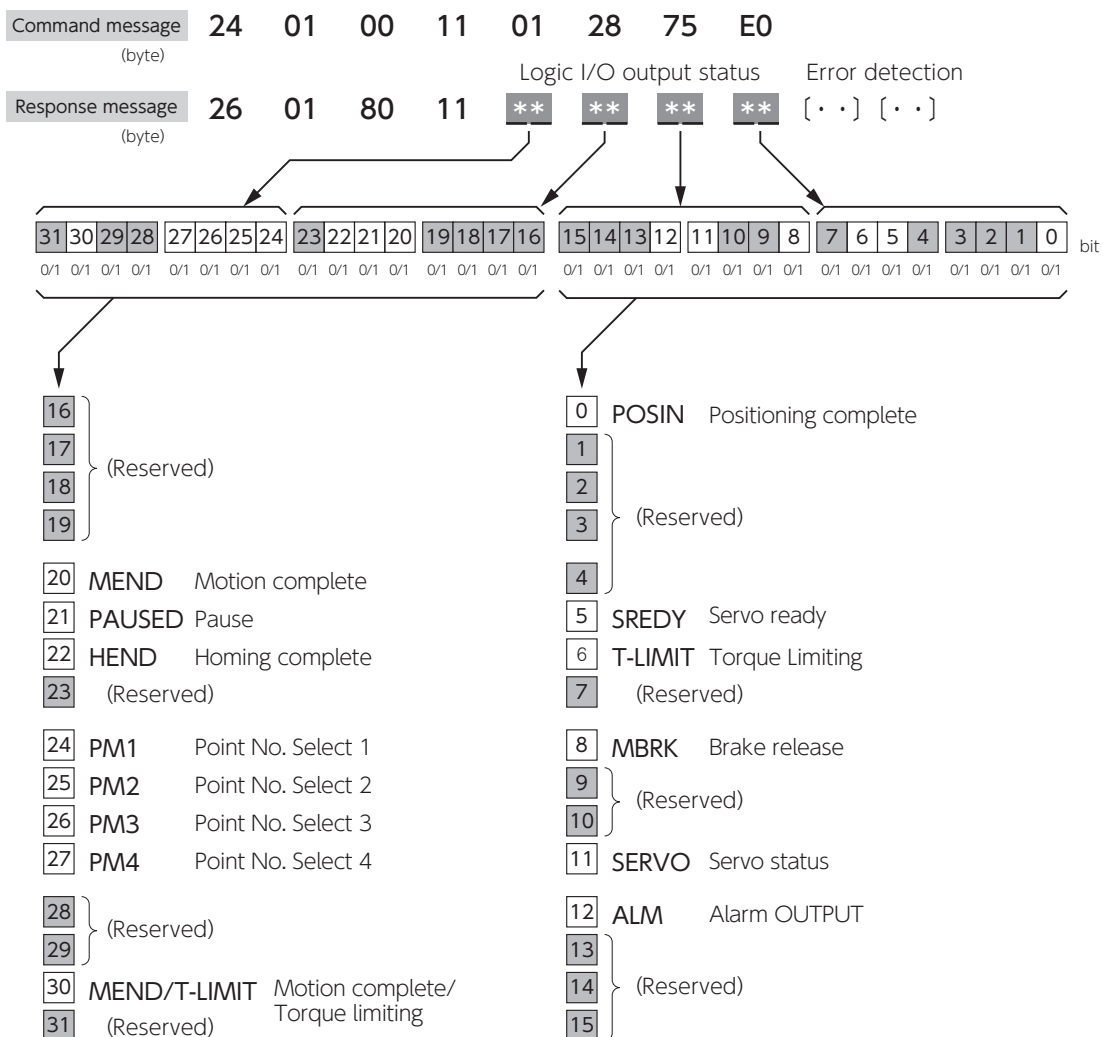 Command message 24 01 00 11 01 28 75 E0
(byte)
Logic I/O output status Error detection
Response message 26 01 80 11 ** ** ** ** [・・] [・・]
(byte)
31 30 29 28 27 26 25 24 23 22 21 20 19 18 17 16 15 14 13 12 11 10 9 8 7 6 5 4 3 2 1 0 bit
0/1 0/1 0/1 0/1 0/1 0/1 0/1 0/1 0/1 0/1 0/1 0/1 0/1 0/1 0/1 0/1 0/1 0/1 0/1 0/1 0/1 0/1 0/1 0/1 0/1 0/1 0/1 0/1 0/1 0/1 0/1 0/1
16
17
(Reserved)
18
19
20 MEND Motion complete
21 PAUSED Pause
22 HEND Homing complete
23 (Reserved)
24 PM1 Point No. Select 1
25 PM2 Point No. Select 2
26 PM3 Point No. Select 3
27 PM4 Point No. Select 4
28
(Reserved)
29
30 MEND/T-LIMIT Motion complete/
Torque limiting
31 (Reserved)
0 POSIN Positioning complete
1
2
(Reserved)
3
4
5 SREDY Servo ready
6 T-LIMIT Torque Limiting
7 (Reserved)
8 MBRK Brake release
9
(Reserved)
10
11 SERVO Servo status
12 ALM Alarm OUTPUT
13
14 (Reserved)
15